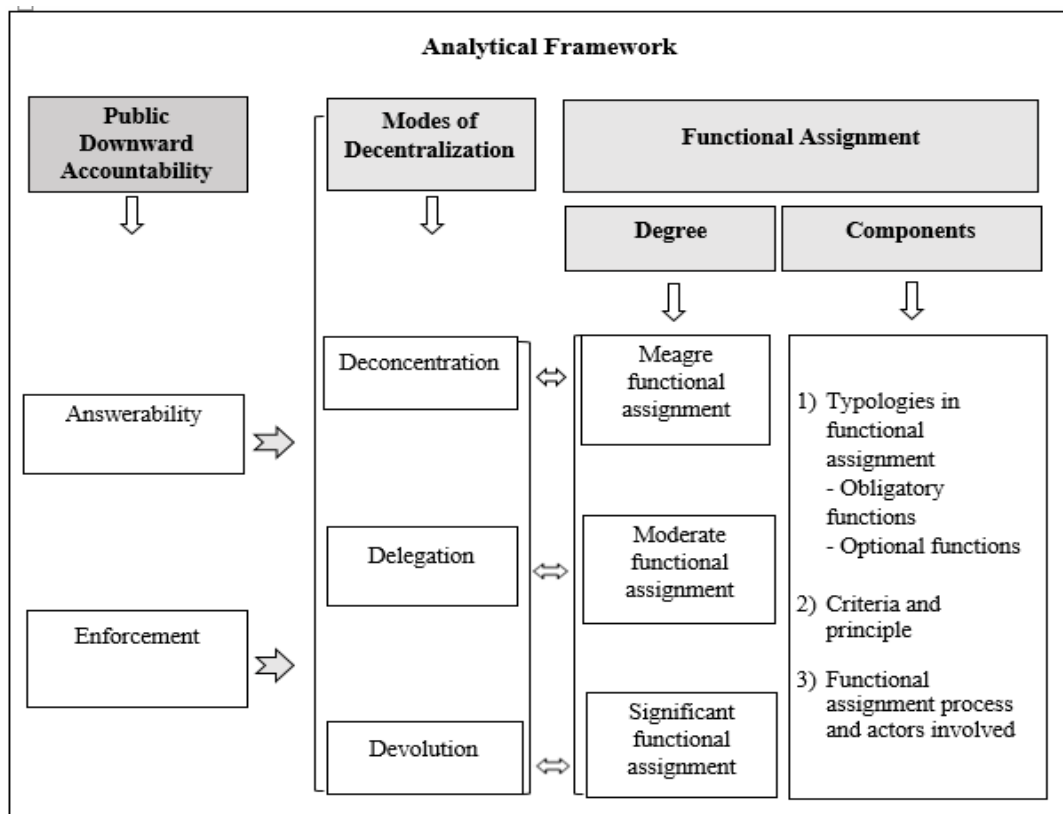 Analytical Framework
Public
Downward
Accountability
Modes of
Decentralization
Functional Assignment
Degree
Components
Answerability
Enforcement
Deconcentration
Delegation
Devolution
Meagre
functional
assignment
Moderate
functional
assignment
Significant
functional
assignment
1) Typologies in
functional
assignment
- Obligatory
functions
- Optional functions
2) Criteria and
principle
3) Functional
assignment process
and actors involved